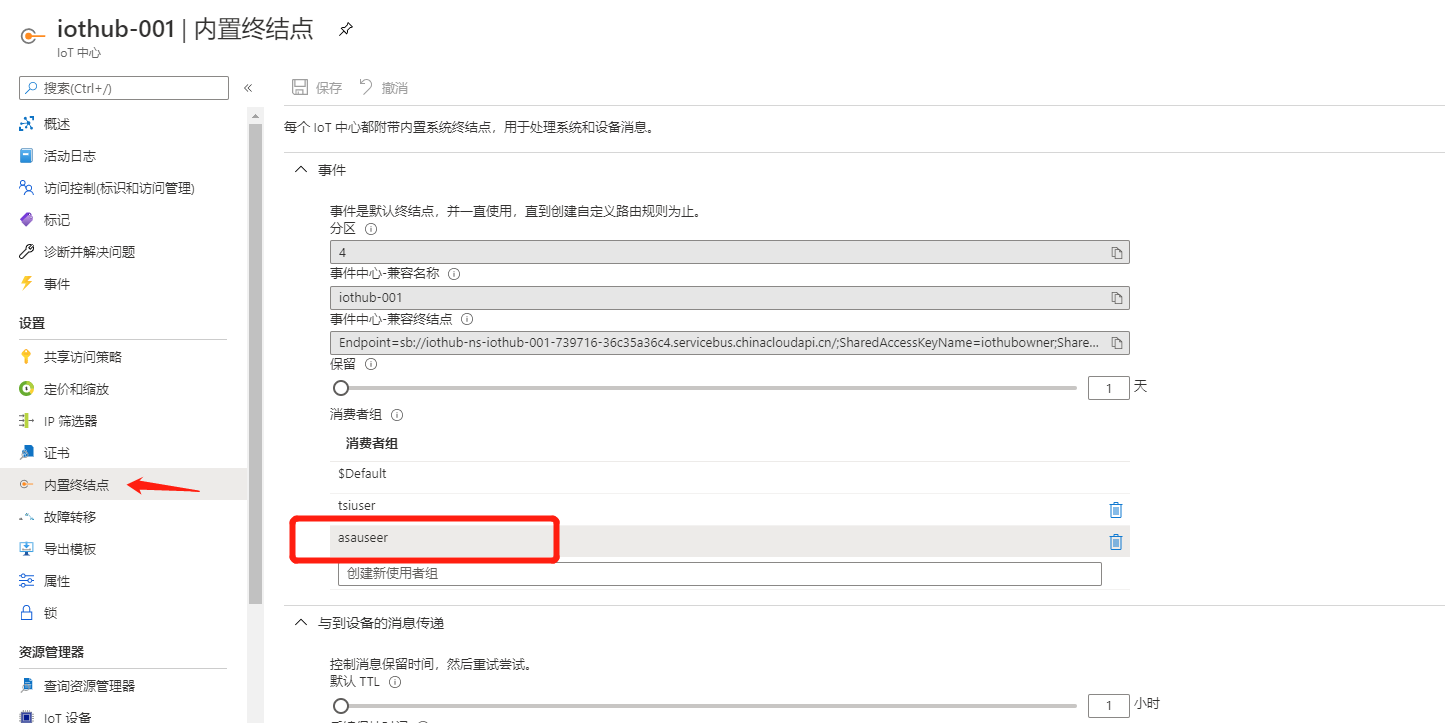 iothub-001 | 内置终结点
IoT 中心
搜索(Ctrl+/)
«
概述
活动日志
访问控制(标识和访问管理)
标记
诊断并解决问题
事件
设置
共享访问策略
定价和缩放
IP 筛选器
证书
内置终结点
故障转移
导出模板
属性
锁
资源管理器
查询资源管理器
IoT 设备
保存 撤消
每个 IoT 中心都附带内置系统终结点，用于处理系统和设备消息。
事件
事件是默认终结点，并一直使用，直到创建自定义路由规则为止。
分区
4
事件中心-兼容名称
iothub-001
事件中心-兼容终结点
Endpoint=sb://iothub-ns-iothub-001-739716-36c35a36c4.servicebus.chinacloudapi.cn/;SharedAccessKeyName=iothubowner;Share...
保留
1 天
消费者组
消费者组
$Default
tsiuser
asauseer
创建新使用者组
与到设备的消息传递
控制消息保留时间，然后重试尝试。
默认 TTL
1 小时